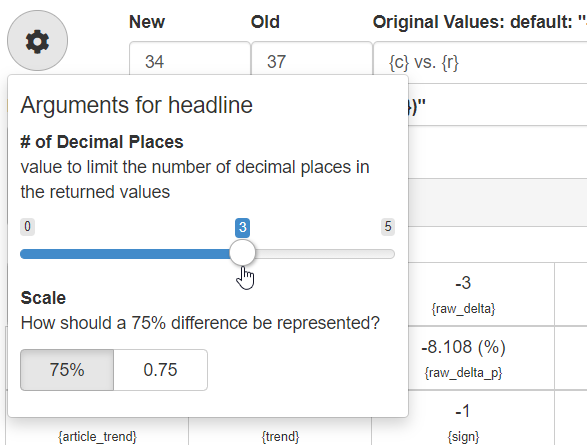 New Old Original Values: default: "
34 37 {c} vs. {r}
Arguments for headline
)"
# of Decimal Places
value to limit the number of decimal places in
the returned values
0 3 5
-3
Scale
{raw_delta}
How should a 75% difference be represented?
-8.108 (%)
75% 0.75
{raw_delta_p}
-1
{article_trend} {trend} {sign}